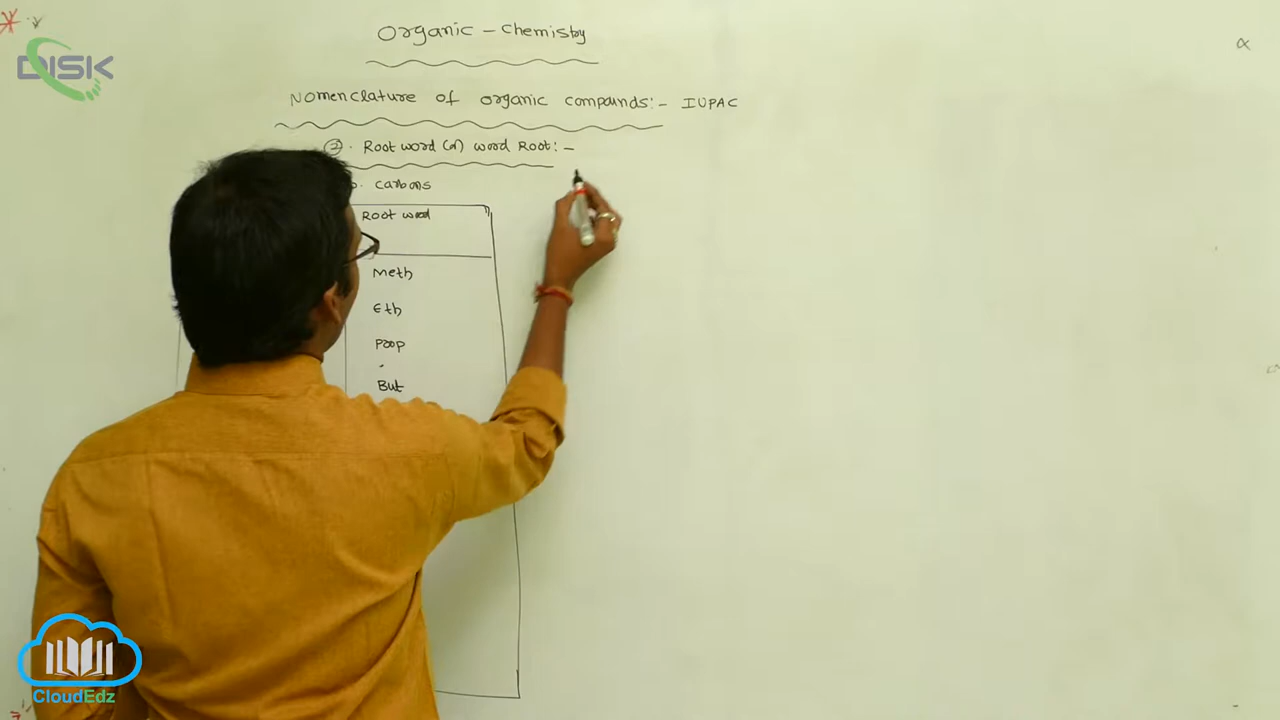 DISK
Organic - Chemistry
Nomenclature of organic compounds:- IUPAC
②. Root word (or) word Root:-
carbons
Root word
Meth
Eth
Prop
But
CloudEdz